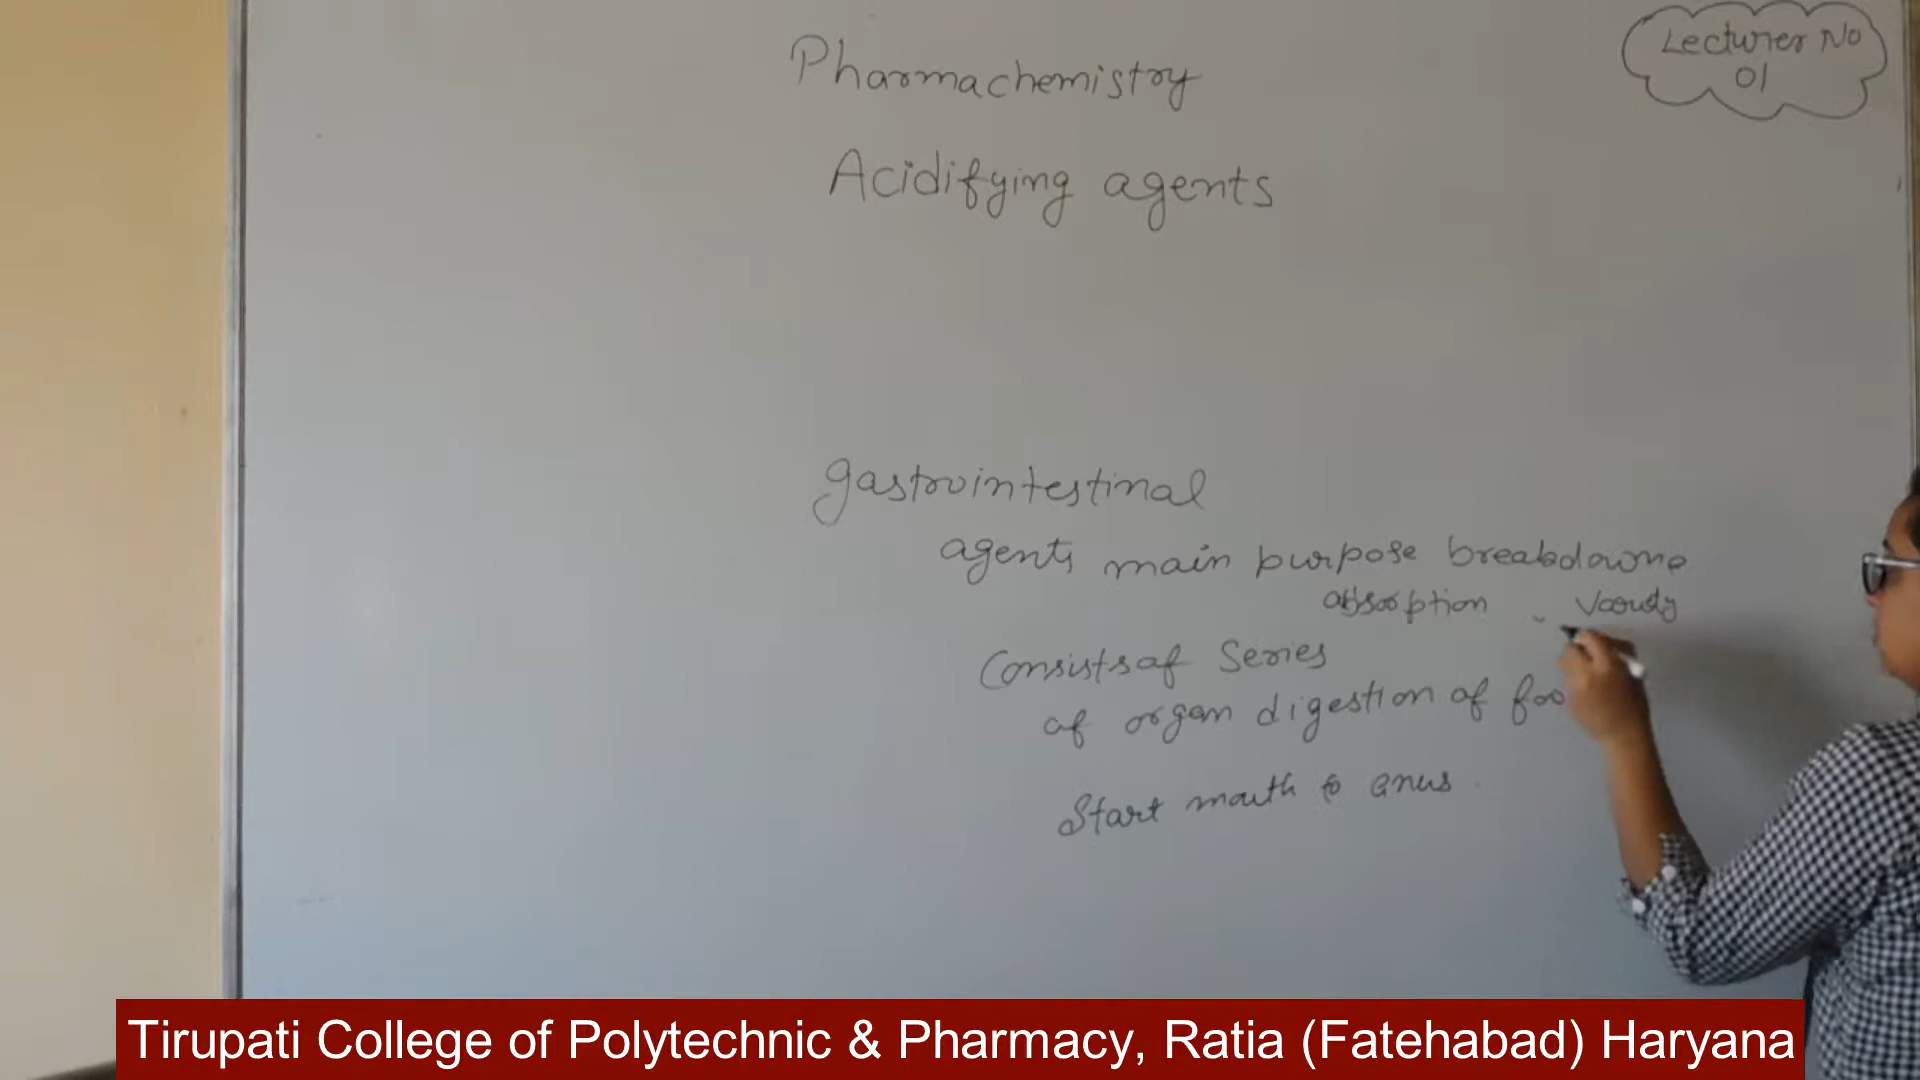 Lecturer No
01
Pharmachemistry
Acidifying agents
gastrointestinal
agents main purpose breakdown
absorption
Consists of Series
of organ digestion of foo
Start mouth to anus.
Tirupati College of Polytechnic & Pharmacy, Ratia (Fatehabad) Haryana